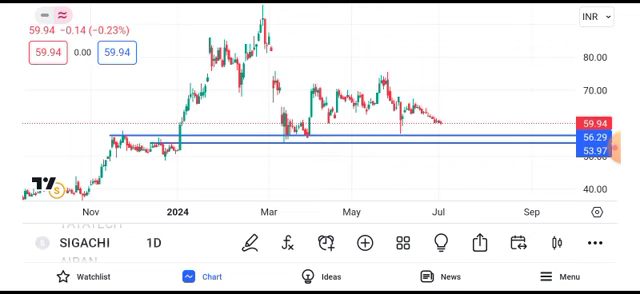 59.94 −0.14 (−0.23%)
INR
59.94 0.00 59.94
80.00
70.00
59.94
56.29
53.97
40.00
Nov 2024 Mar May Jul Sep
SIGACHI 1D
Watchlist Chart Ideas News Menu